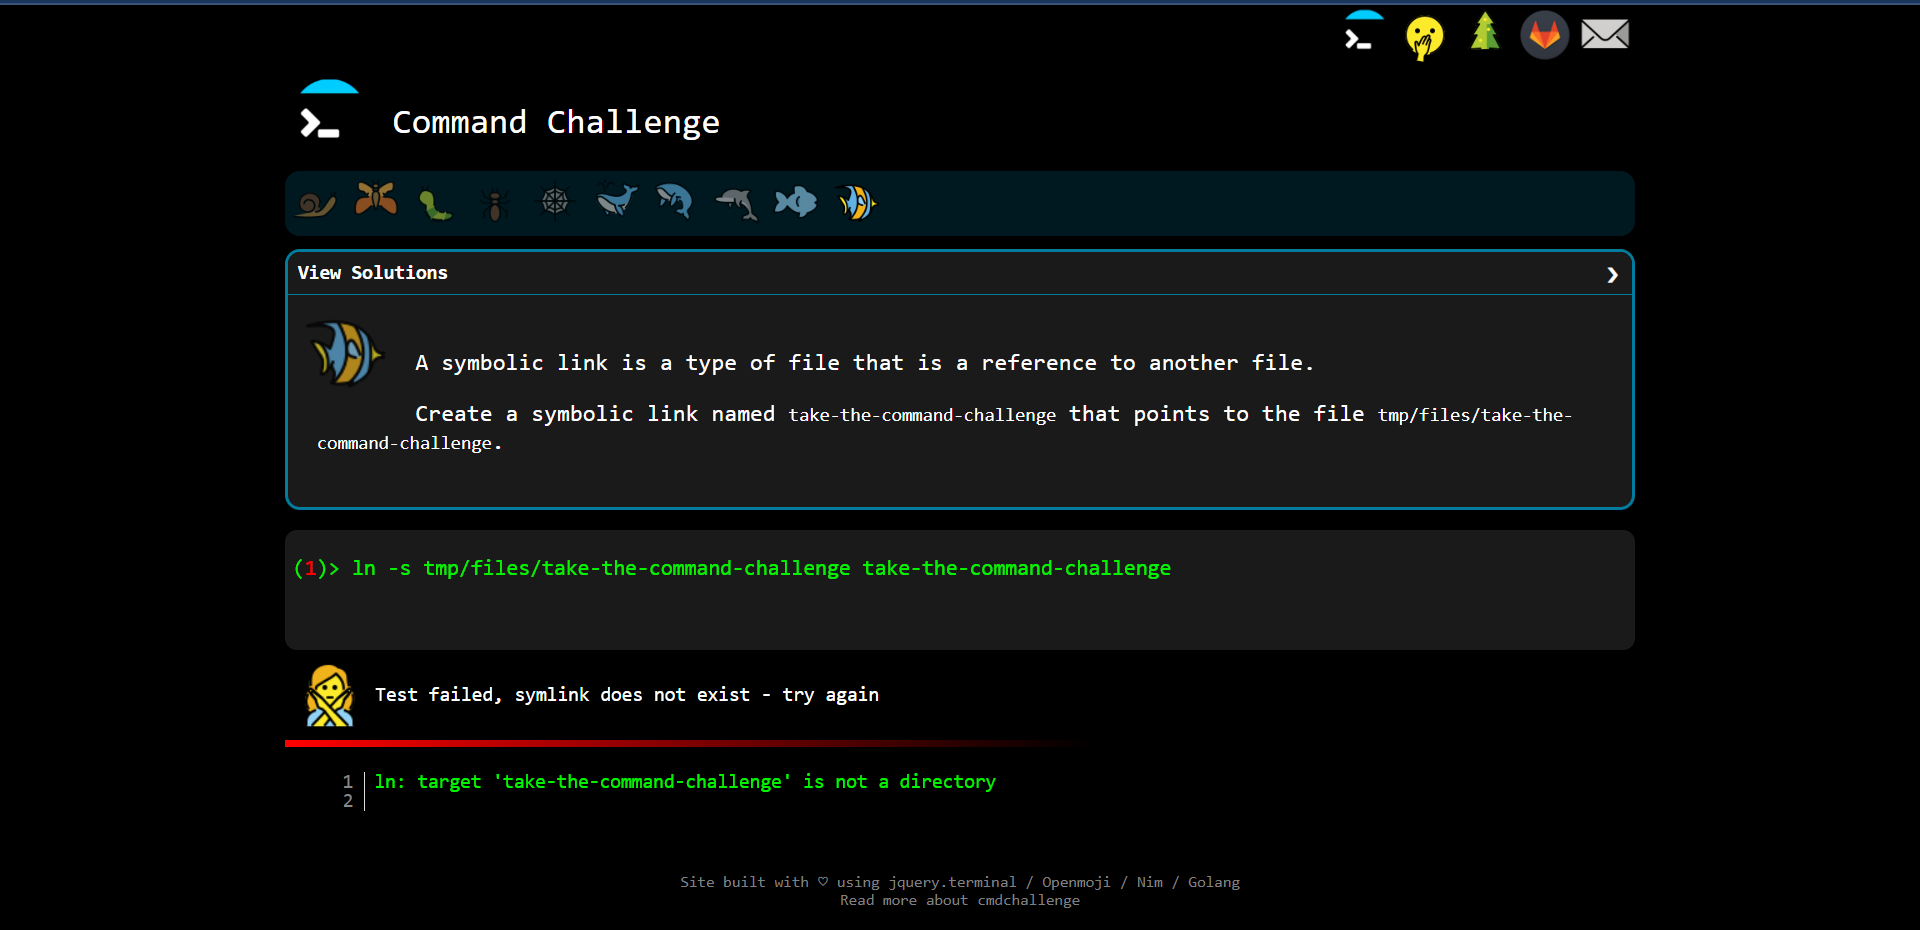 Command Challenge
View Solutions
A symbolic link is a type of file that is a reference to another file.
Create a symbolic link named take-the-command-challenge that points to the file tmp/files/take-the-
command-challenge.
(1)> ln -s tmp/files/take-the-command-challenge take-the-command-challenge
Test failed, symlink does not exist - try again
1 ln: target 'take-the-command-challenge' is not a directory
2
Site built with ♡ using jquery.terminal / Openmoji / Nim / Golang
Read more about cmdchallenge